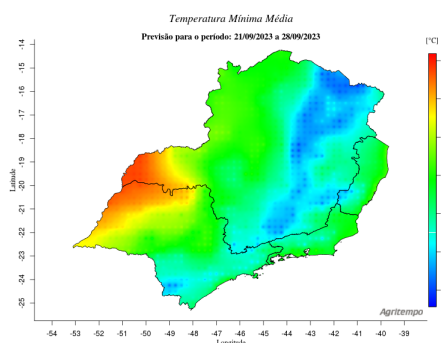 Temperatura Mínima Média
Previsão para o período: 21/09/2023 a 28/09/2023
[°C]
Latitude
-14
-15
-16
-17
-18
-19
-20
-21
-22
-23
-24
-25
Agritempo
-54 -53 -52 -51 -50 -49 -48 -47 -46 -45 -44 -43 -42 -41 -40 -39
Longitude